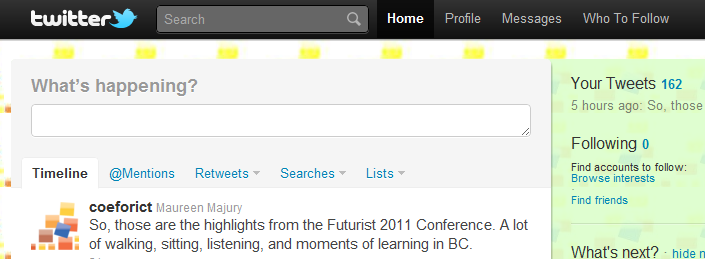 twitter Search Home Profile Messages Who To Follow
What's happening?
Timeline @Mentions Retweets Searches Lists
coeforict Maureen Majury
So, those are the highlights from the Futurist 2011 Conference. A lot
of walking, sitting, listening, and moments of learning in BC.
Your Tweets 162
5 hours ago: So, those
Following 0
Find accounts to follow:
Browse interests
·
Find friends
What's next? · hide n